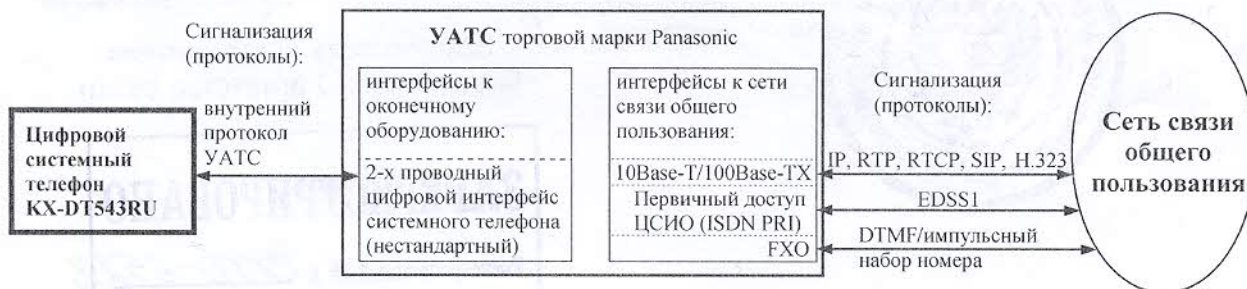 Сигнализация
(протоколы):
внутренний
протокол
УАТС
Цифровой
системный
телефон
KX-DT543RU
УАТС торговой марки Panasonic
интерфейсы к
оконечному
оборудованию:
2-х проводный
цифровой интерфейс
системного телефона
(нестандартный)
интерфейсы к сети
связи общего
пользования:
10Base-T/100Base-TX
Первичный доступ
ЦСИО (ISDN PRI)
FXO
Сигнализация
(протоколы):
IP, RTP, RTCP, SIP, H.323
EDSS1
DTMF/импульсный
набор номера
Сеть связи
общего
пользования